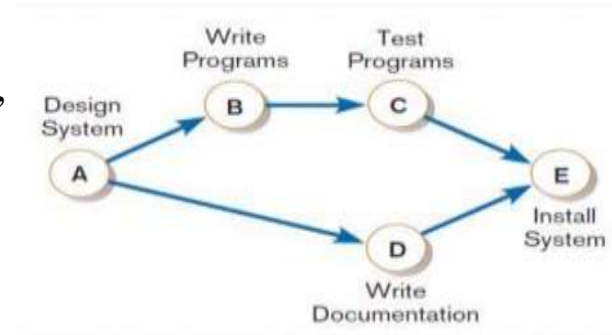 ,
Write
Programs
Test
Programs
Design
System
B
C
A
E
Install
System
D
Write
Documentation